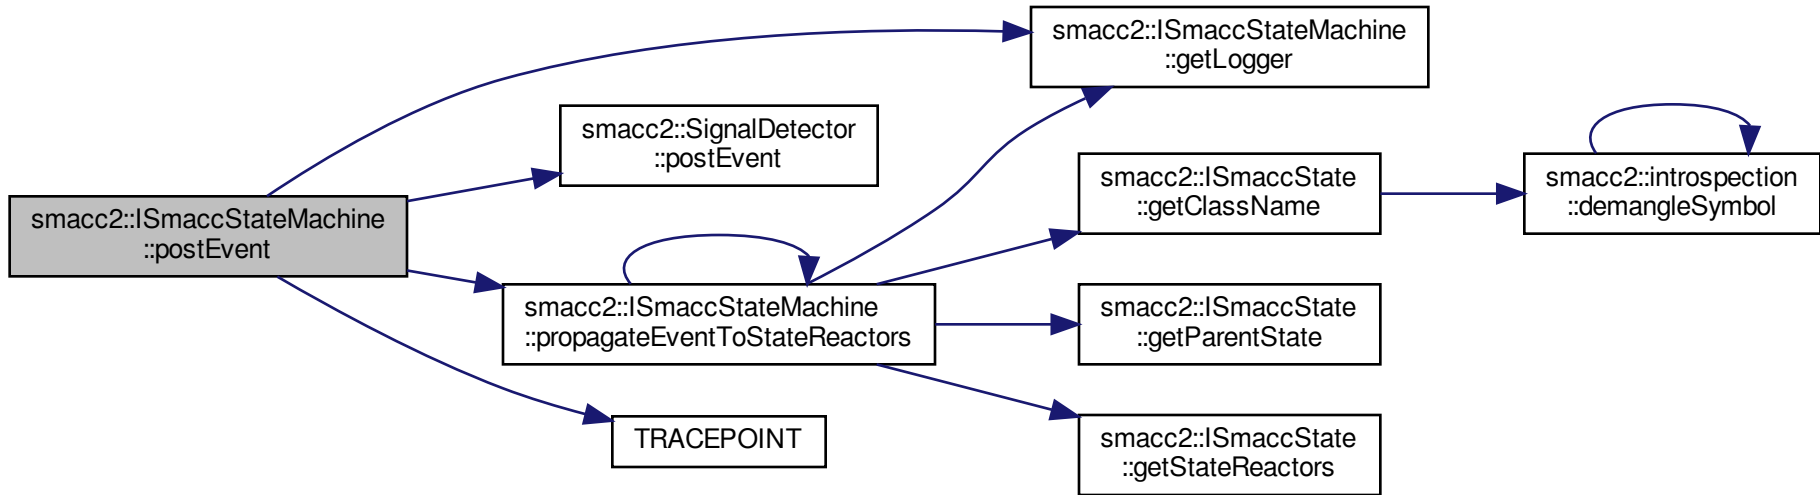 smacc2::ISmaccStateMachine
::postEvent
smacc2::ISmaccStateMachine
::getLogger
smacc2::SignalDetector
::postEvent
smacc2::ISmaccStateMachine
::propagateEventToStateReactors
TRACEPOINT
smacc2::ISmaccState
::getClassName
smacc2::ISmaccState
::getParentState
smacc2::ISmaccState
::getStateReactors
smacc2::introspection
::demangleSymbol